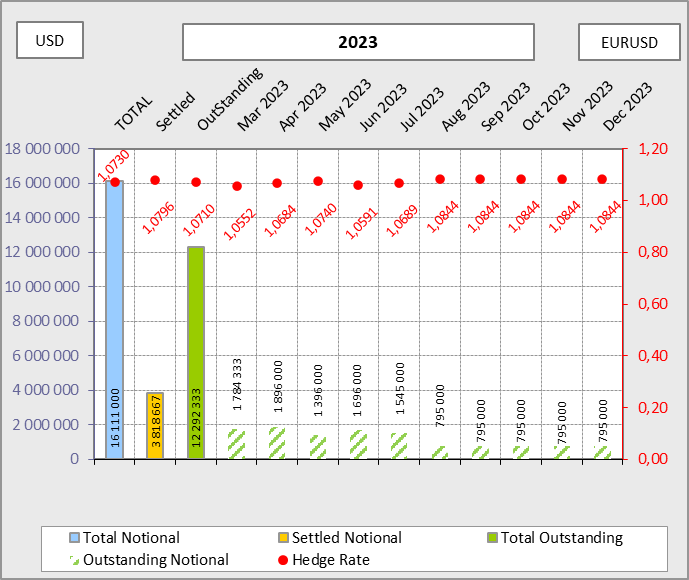 USD
2023
EURUSD
TOTAL
Settled
OutStanding
Mar 2023
Apr 2023
May 2023
Jun 2023
Jul 2023
Aug 2023
Sep 2023
Oct 2023
Nov 2023
Dec 2023
18 000 000
16 000 000
14 000 000
12 000 000
10 000 000
8 000 000
6 000 000
4 000 000
2 000 000
0
1,20
1,00
0,80
0,60
0,40
0,20
0,00
1,0730
1,0796
1,0710
1,0552
1,0684
1,0740
1,0591
1,0689
1,0844
1,0844
1,0844
1,0844
1,0844
16 111 000
3 818 667
12 292 333
1 784 333
1 896 000
1 396 000
1 696 000
1 545 000
795 000
795 000
795 000
795 000
795 000
Total Notional
Settled Notional
Total Outstanding
Outstanding Notional
Hedge Rate